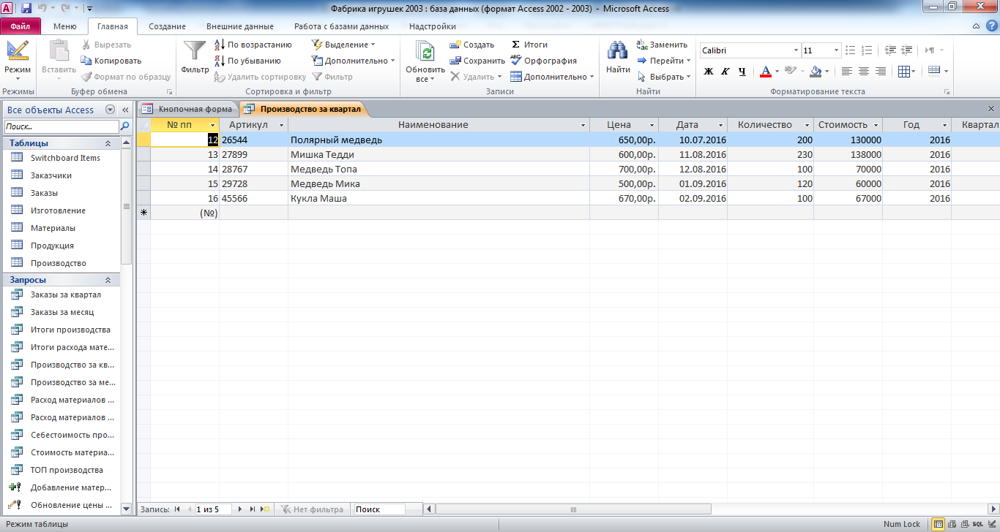 Фабрика игрушек 2003 : база данных (формат Access 2002 - 2003) - Microsoft Access
Файл Меню Главная Создание Внешние данные Работа с базами данных Надстройки
Режим
Режимы
Вставить
Вырезать
Копировать
Формат по образцу
Буфер обмена
Фильтр
По возрастанию
По убыванию
Удалить сортировку
Выделение
Дополнительно
Фильтр
Сортировка и фильтр
Обновить все
Создать
Сохранить
Удалить
Итоги
Орфография
Дополнительно
Записи
Найти
Заменить
Перейти
Выбрать
Найти
Calibri 11
Ж К Ч
Форматирование текста
Все объекты Access
Поиск...
Таблицы
Switchboard Items
Заказчики
Заказы
Изготовление
Материалы
Продукция
Производство
Запросы
Заказы за квартал
Заказы за месяц
Итоги производства
Итоги расхода мате...
Производство за кв...
Производство за ме...
Расход материалов ...
Расход материалов ...
Себестоимость про...
Стоимость материа...
ТОП производства
Добавление матер...
Обновление цены ...
Кнопочная форма Производство за квартал
№ пп Артикул Наименование Цена Дата Количество Стоимость Год Квартал
12 26544 Полярный медведь 650,00р. 10.07.2016 200 130000 2016
13 27899 Мишка Тедди 600,00р. 11.08.2016 230 138000 2016
14 28767 Медведь Топа 700,00р. 12.08.2016 100 70000 2016
15 29728 Медведь Мика 500,00р. 01.09.2016 120 60000 2016
16 45566 Кукла Маша 670,00р. 02.09.2016 100 67000 2016
(№)
Запись: 1 из 5 Нет фильтра Поиск
Режим таблицы Num Lock SQL